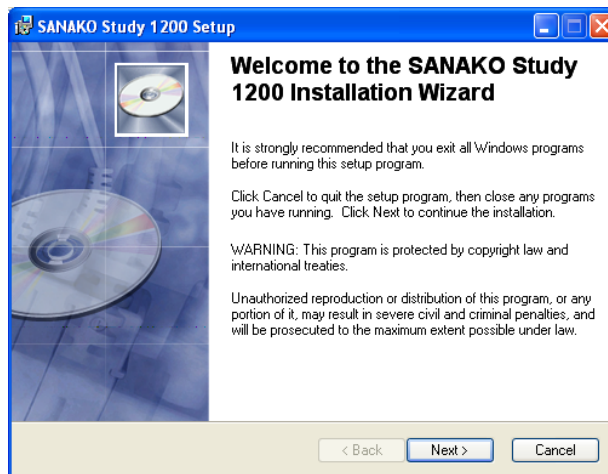 SANAKO Study 1200 Setup
Welcome to the SANAKO Study
1200 Installation Wizard
It is strongly recommended that you exit all Windows programs
before running this setup program.
Click Cancel to quit the setup program, then close any programs
you have running. Click Next to continue the installation.
WARNING: This program is protected by copyright law and
international treaties.
Unauthorized reproduction or distribution of this program, or any
portion of it, may result in severe civil and criminal penalties, and
will be prosecuted to the maximum extent possible under law.
< Back Next > Cancel